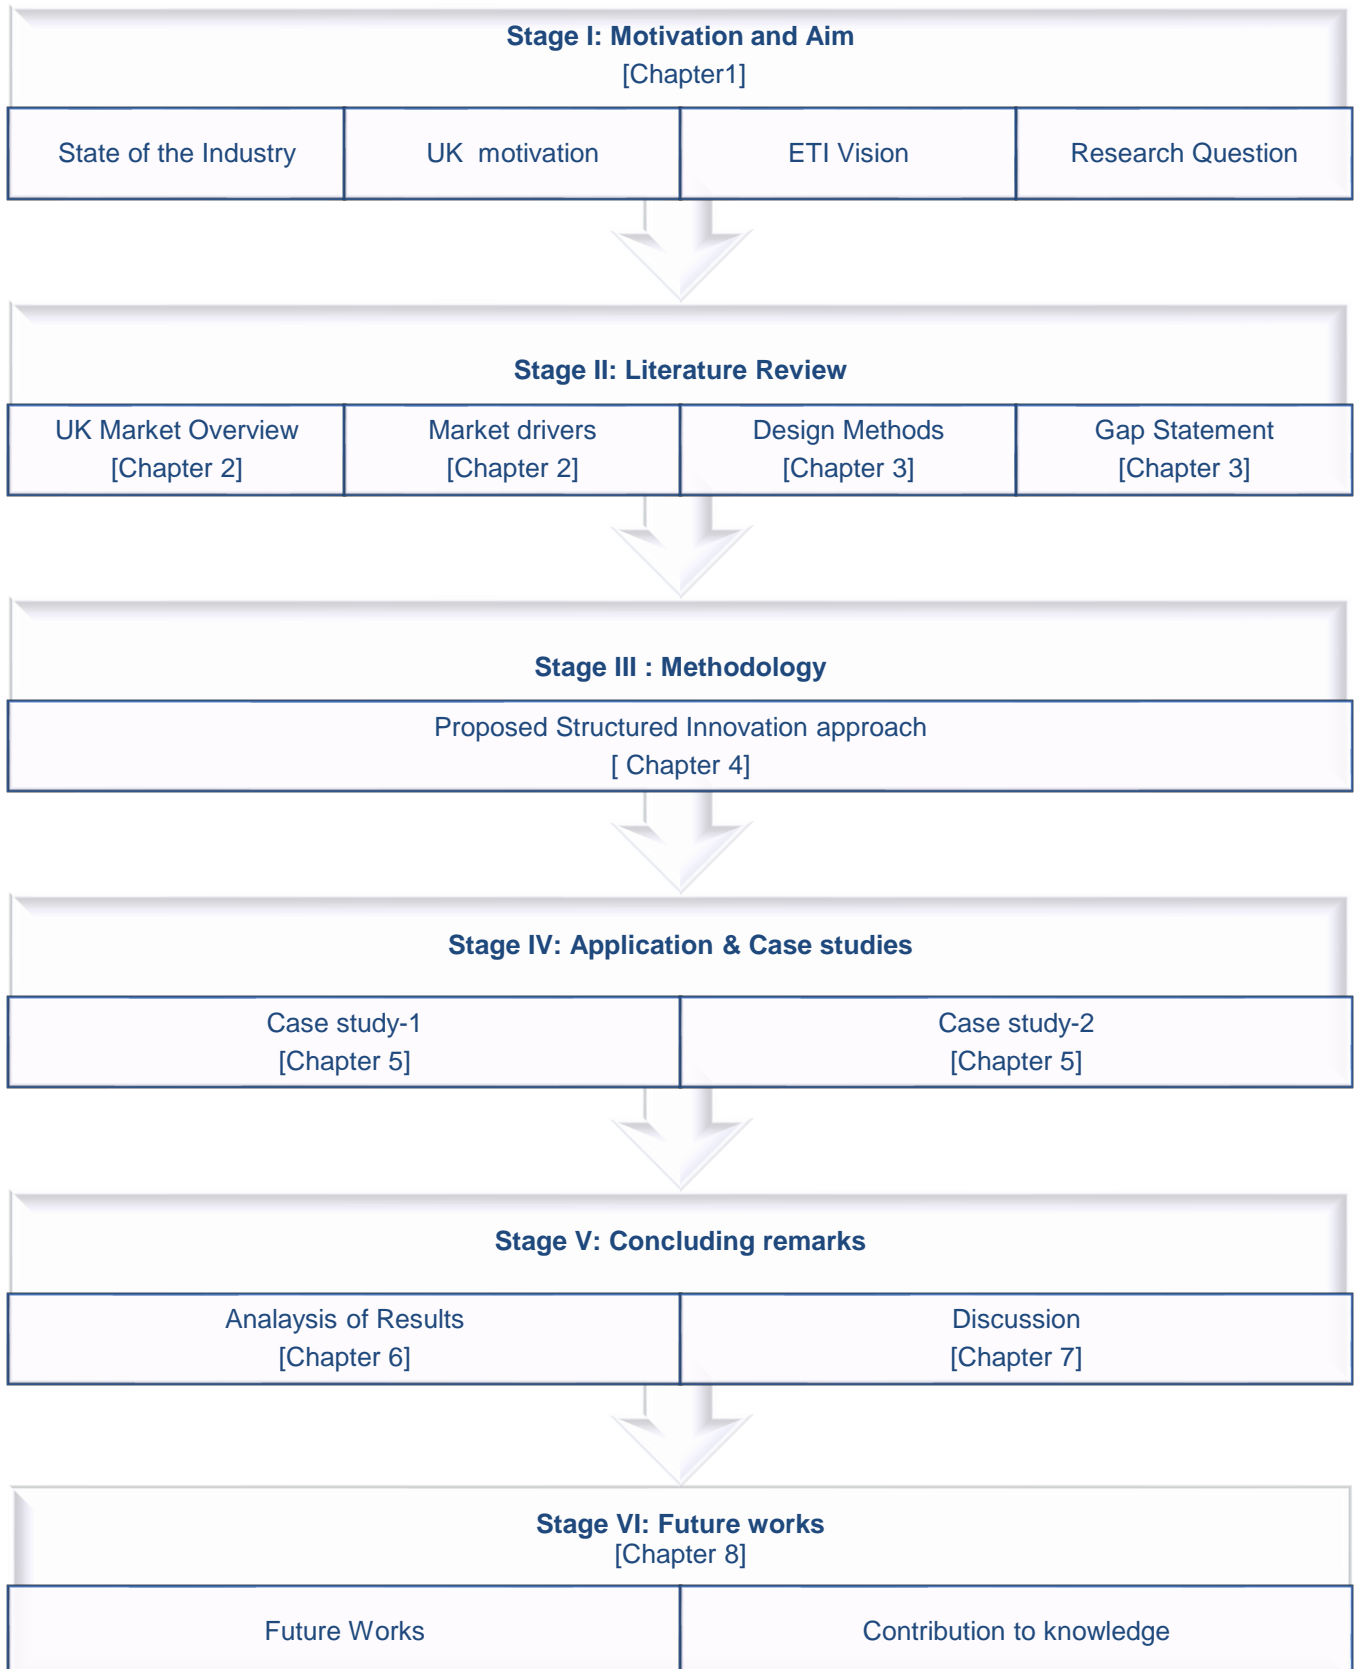 Stage I: Motivation and Aim
[Chapter1]
State of the Industry
UK motivation
ETI Vision
Research Question
Stage II: Literature Review
UK Market Overview
[Chapter 2]
Market drivers
[Chapter 2]
Design Methods
[Chapter 3]
Gap Statement
[Chapter 3]
Stage III : Methodology
Proposed Structured Innovation approach
[ Chapter 4]
Stage IV: Application & Case studies
Case study-1
[Chapter 5]
Case study-2
[Chapter 5]
Stage V: Concluding remarks
Analaysis of Results
[Chapter 6]
Discussion
[Chapter 7]
Stage VI: Future works
[Chapter 8]
Future Works
Contribution to knowledge